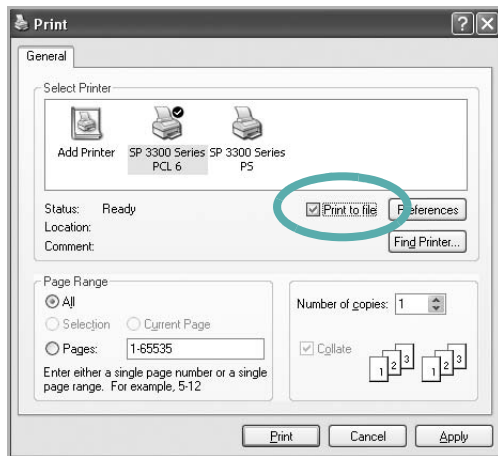 Print
General
Select Printer
Add Printer
SP 3300 Series
PCL 6
SP 3300 Series
PS
Status: Ready
Print to file
Preferences
Location:
Comment:
Find Printer...
Page Range
All
Selection
Current Page
Pages: 1-65535
Enter either a single page number or a single
page range. For example, 5-12
Number of copies: 1
Collate
1 2 3 1 2 3
Print
Cancel
Apply